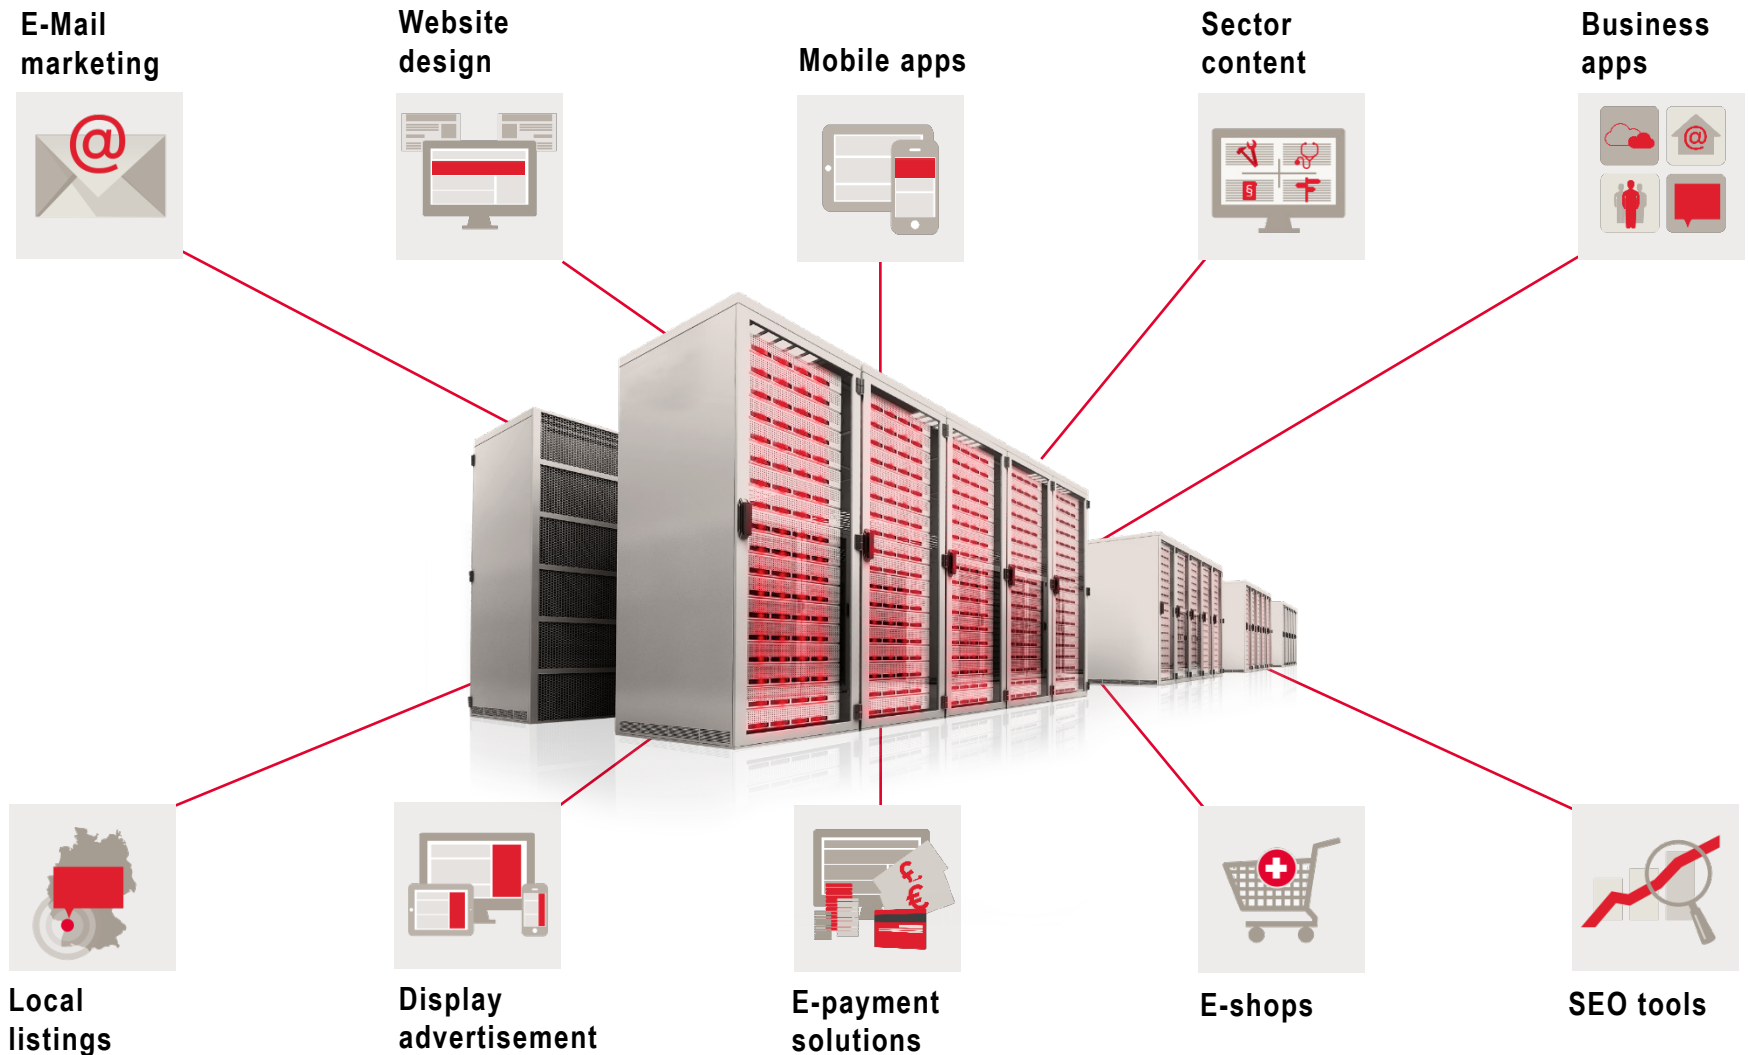 E-Mail
marketing
Website
design
Mobile apps
Sector
content
Business
apps
@
@
§
£
€
Local
listings
Display
advertisement
E-payment
solutions
E-shops
SEO tools